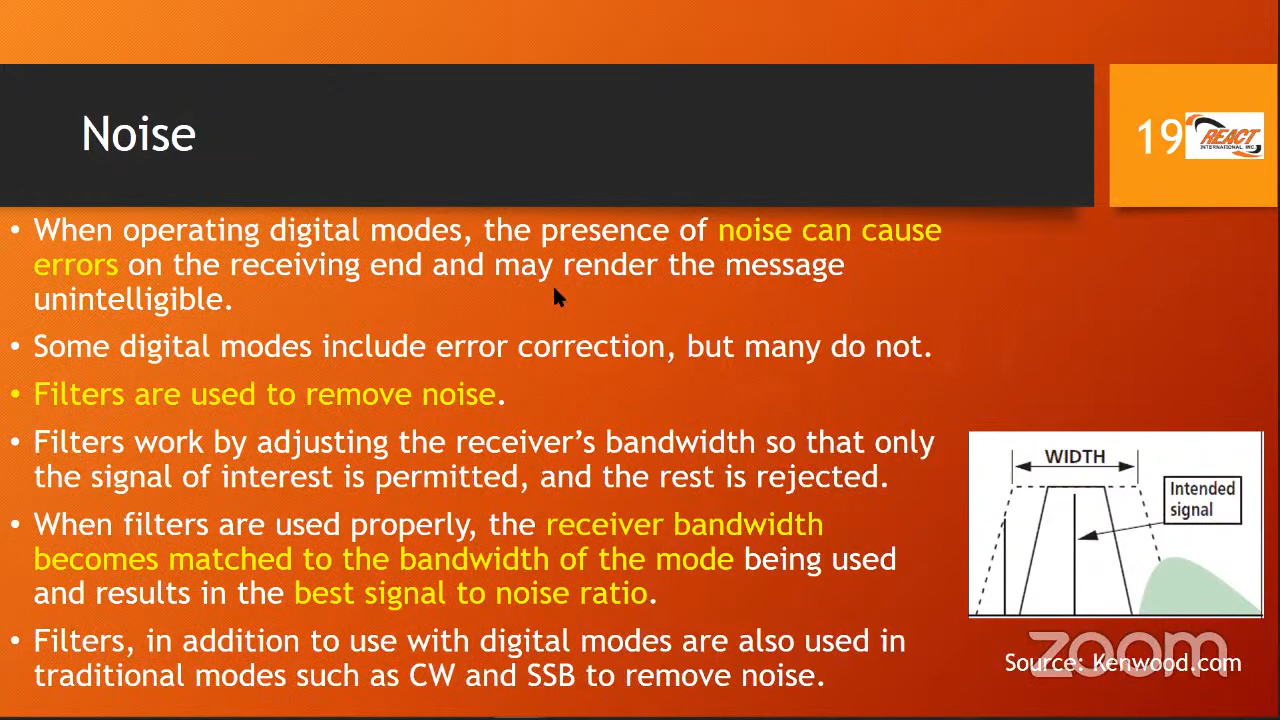 Noise
19
REACT
INTERNATIONAL, INC.
• When operating digital modes, the presence of noise can cause
errors on the receiving end and may render the message
unintelligible.
• Some digital modes include error correction, but many do not.
• Filters are used to remove noise.
• Filters work by adjusting the receiver’s bandwidth so that only
the signal of interest is permitted, and the rest is rejected.
• When filters are used properly, the receiver bandwidth
becomes matched to the bandwidth of the mode being used
and results in the best signal to noise ratio.
• Filters, in addition to use with digital modes are also used in
traditional modes such as CW and SSB to remove noise.
WIDTH
Intended
signal
zoom
Source: Kenwood.com